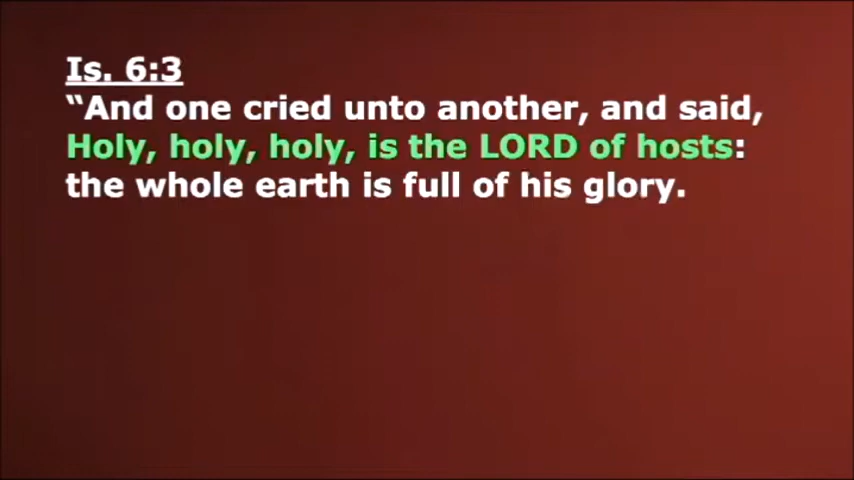 Is. 6:3
“And one cried unto another, and said,
Holy, holy, holy, is the LORD of hosts:
the whole earth is full of his glory.